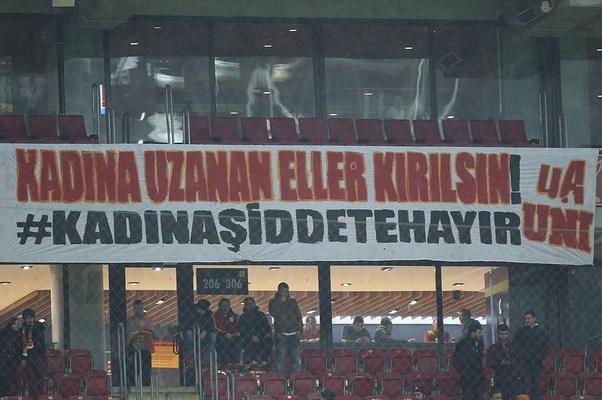 KADINA UZANAN ELLER KIRILSIN! uA
#KADINAŞİDDETEHAYIR UNI
206 306